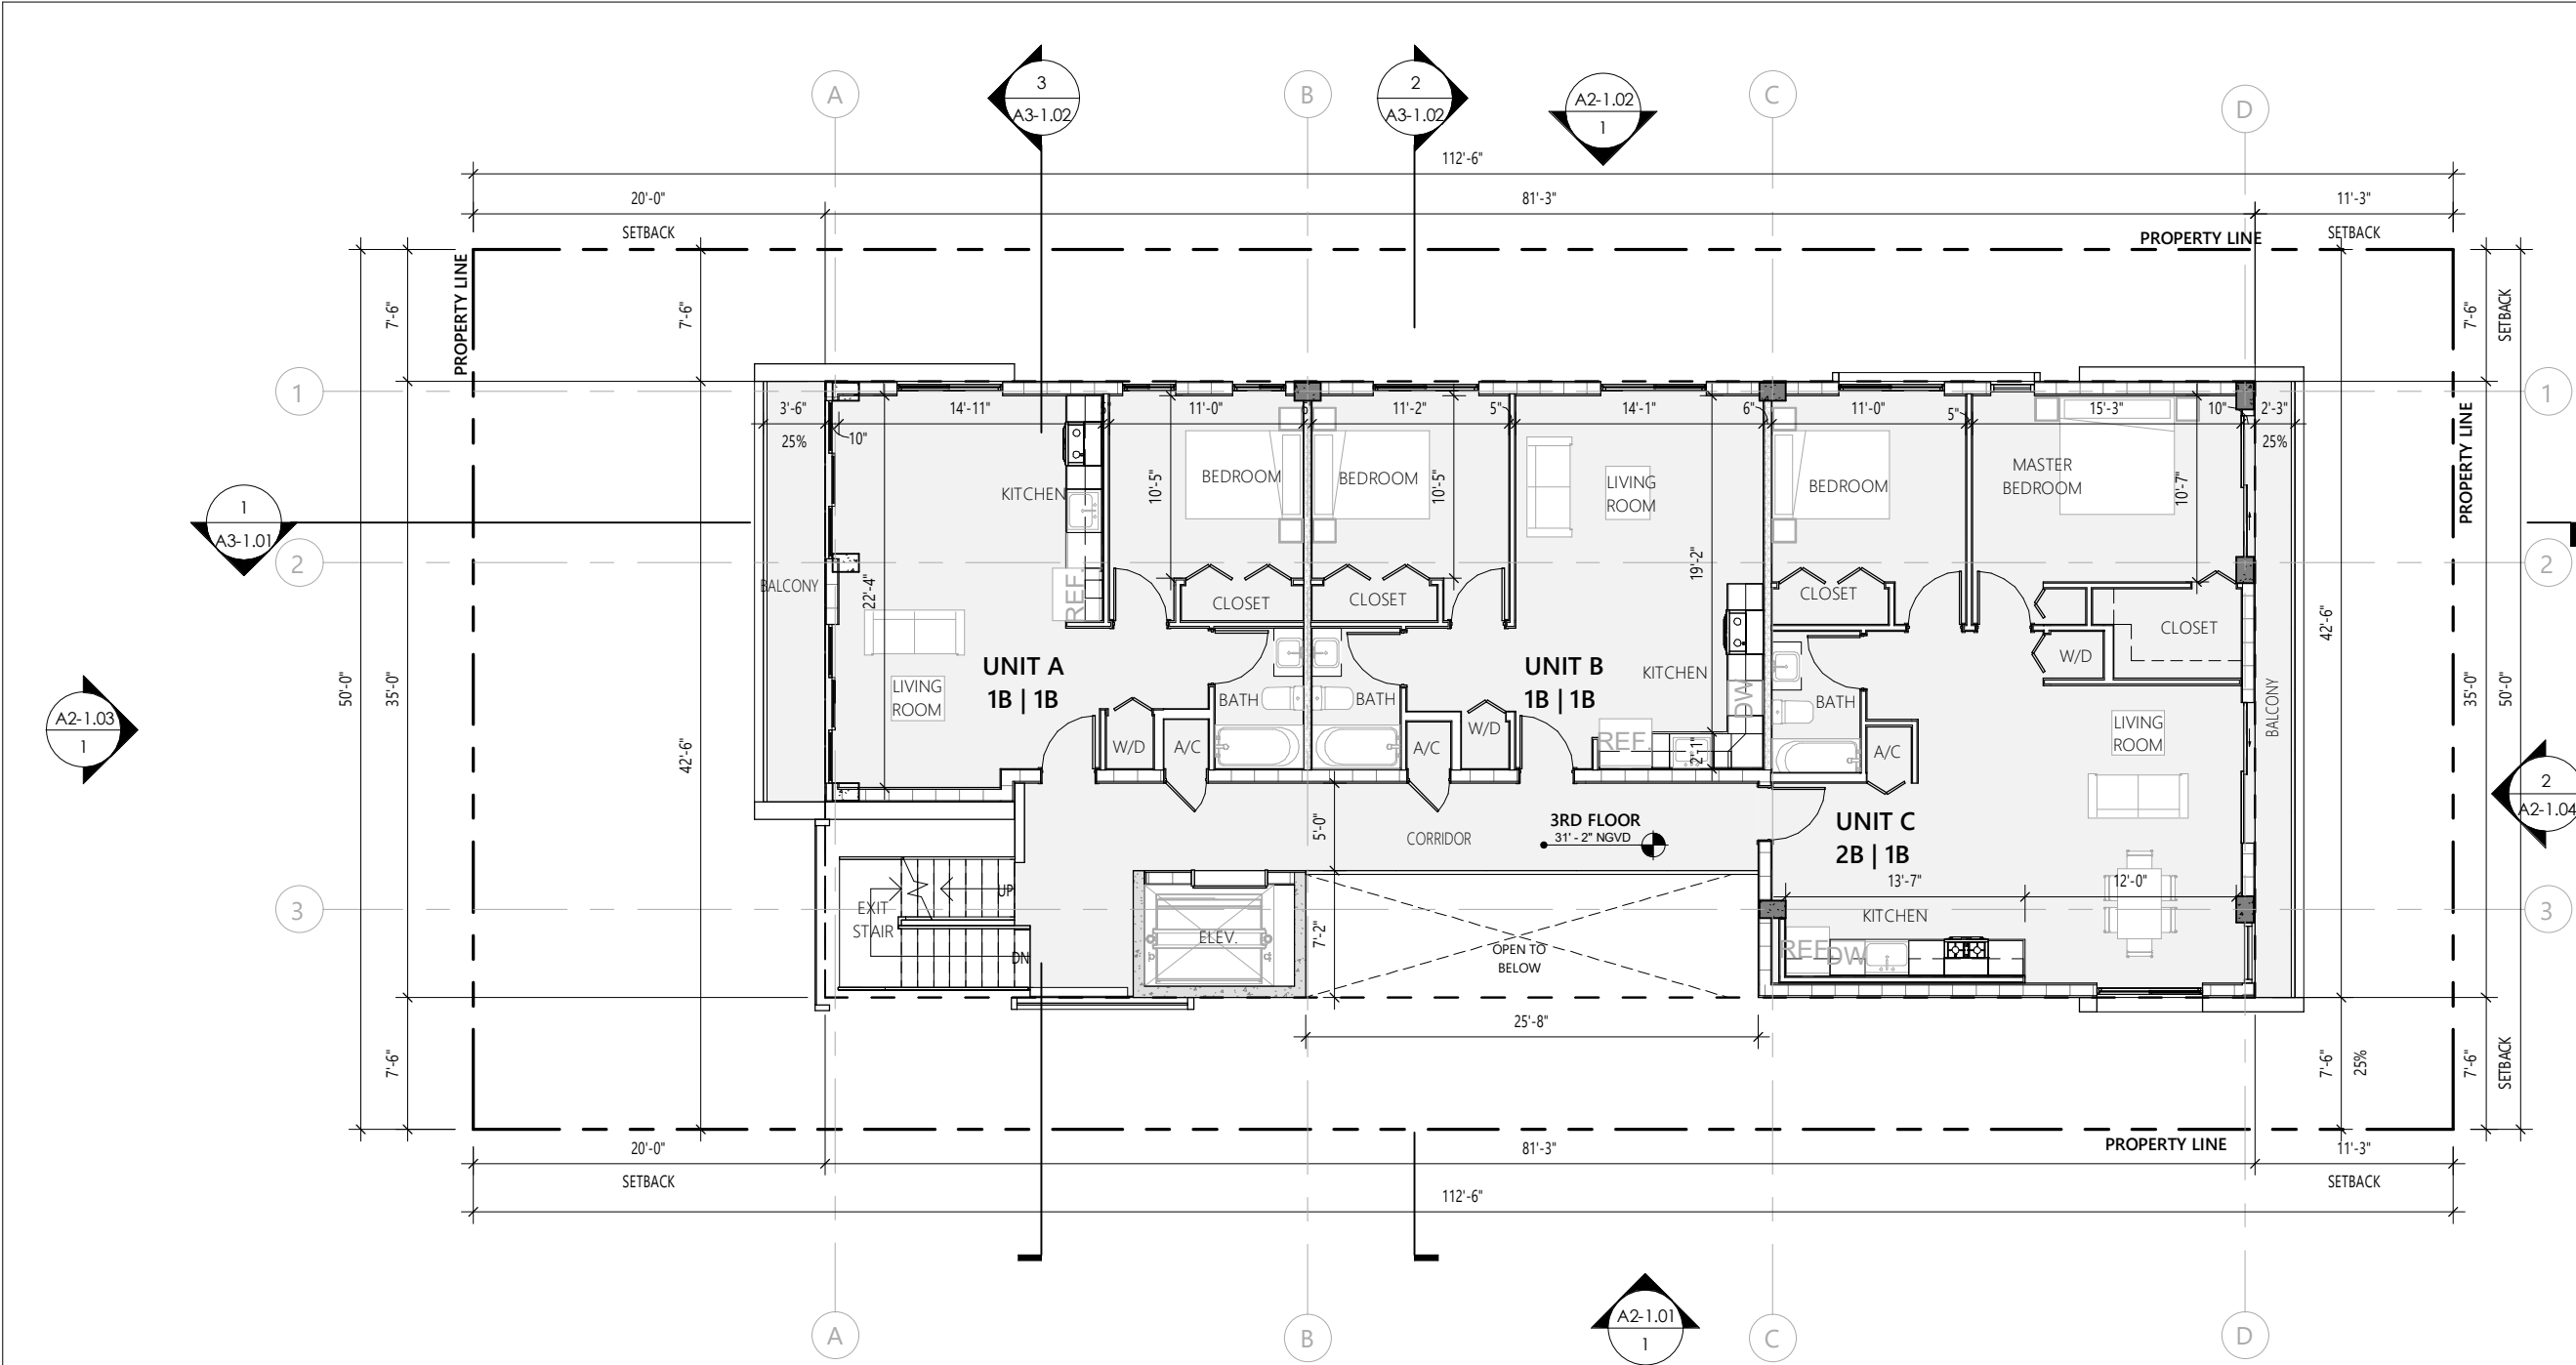 A
3
A3-1.02
B
2
A3-1.02
A2-1.02
1
C
D
112'-6"
20'-0"
81'-3"
11'-3"
SETBACK
PROPERTY LINE
SETBACK
PROPERTY LINE
7'-6"
7'-6"
7'-6"
SETBACK
1
1
3'-6"
14'-11"
11'-0"
11'-2"
5"
14'-1"
6"
11'-0"
5"
15'-3"
10"
2'-3"
25%
10"
25%
PROPERTY LINE
KITCHEN
10'-5"
BEDROOM
BEDROOM
10'-5"
LIVING
ROOM
BEDROOM
MASTER
BEDROOM
10'-7"
1
A3-1.01
2
2
BALCONY
22'-4"
REF.
CLOSET
CLOSET
19'-2"
CLOSET
CLOSET
42'-6"
W/D
UNIT A
1B | 1B
UNIT B
1B | 1B
KITCHEN
LIVING
ROOM
BATH
BATH
DW
BATH
BALCONY
50'-0"
35'-0"
42'-6"
35'-0"
50'-0"
A2-1.03
1
W/D
A/C
A/C
W/D
REF.
2'-1"
A/C
LIVING
ROOM
2
A2-1.04
5'-0"
CORRIDOR
3RD FLOOR
31' - 2" NGVD
UNIT C
2B | 1B
13'-7"
12'-0"
3
3
EXIT
STAIR
UP
DN
ELEV.
7'-2"
OPEN TO
BELOW
KITCHEN
REF.
DW
25'-8"
7'-6"
7'-6"
25%
7'-6"
SETBACK
PROPERTY LINE
20'-0"
81'-3"
11'-3"
SETBACK
SETBACK
112'-6"
A
B
A2-1.01
1
C
D